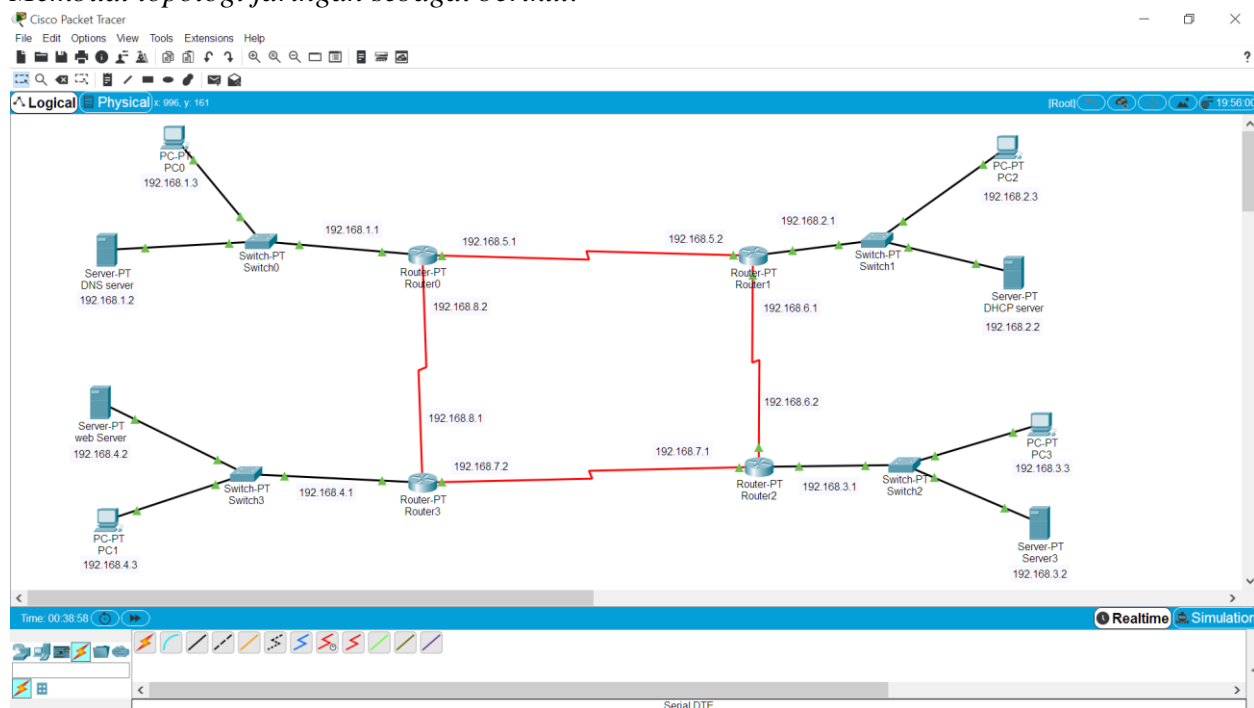 Membuat topologi jaringan sebagai berikut:
Cisco Packet Tracer
File Edit Options View Tools Extensions Help
?
Logical
Physical
x: 996, y: 161
[Root]
19:56:00
PC-PT
PC0
192.168.1.3
Server-PT
DNS server
192.168.1.2
Switch-PT
Switch0
192.168.1.1
Router-PT
Router0
192.168.5.1
192.168.8.2
192.168.5.2
Router-PT
Router1
192.168.2.1
192.168.6.1
Switch-PT
Switch1
PC-PT
PC2
192.168.2.3
Server-PT
DHCP server
192.168.2.2
Server-PT
web Server
192.168.4.2
Switch-PT
Switch3
192.168.4.1
PC-PT
PC1
192.168.4.3
192.168.8.1
192.168.7.2
Router-PT
Router3
192.168.7.1
192.168.6.2
Router-PT
Router2
192.168.3.1
Switch-PT
Switch2
PC-PT
PC3
192.168.3.3
Server-PT
Server3
192.168.3.2
Time: 00:38:58
Realtime
Simulation
Serial DTE